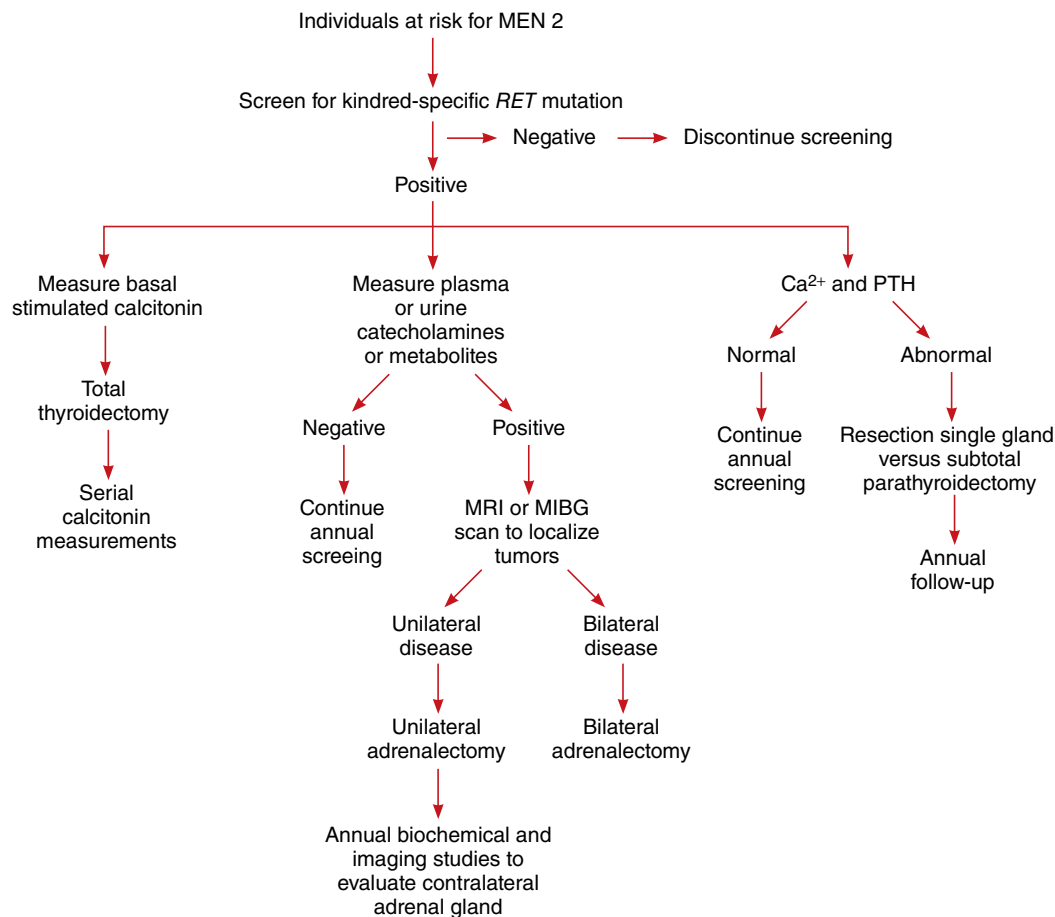 Individuals at risk for MEN 2
Screen for kindred-specific RET mutation
Negative
Discontinue screening
Positive
Measure basal
stimulated calcitonin
Total
thyroidectomy
Serial
calcitonin
measurements
Measure plasma
or urine
catecholamines
or metabolites
Negative
Continue
annual
screeing
Positive
MRI or MIBG
scan to localize
tumors
Unilateral
disease
Unilateral
adrenalectomy
Annual biochemical and
imaging studies to
evaluate contralateral
adrenal gland
Bilateral
disease
Bilateral
adrenalectomy
Ca²⁺ and PTH
Normal
Continue
annual
screening
Abnormal
Resection single gland
versus subtotal
parathyroidectomy
Annual
follow-up